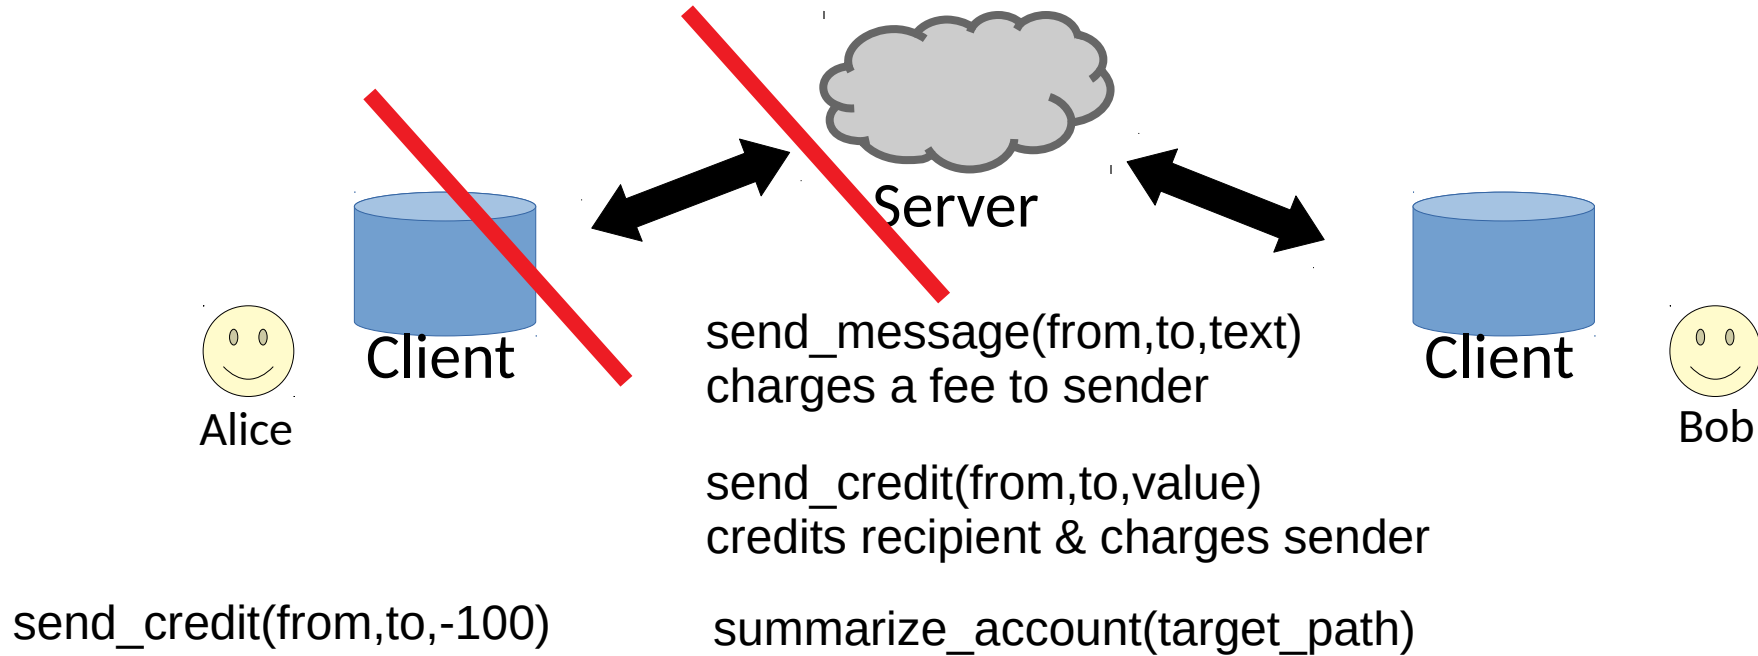 Server
Client
Client
Alice
Bob
send_message(from,to,text)
charges a fee to sender
send_credit(from,to,value)
credits recipient & charges sender
send_credit(from,to,-100)
summarize_account(target_path)